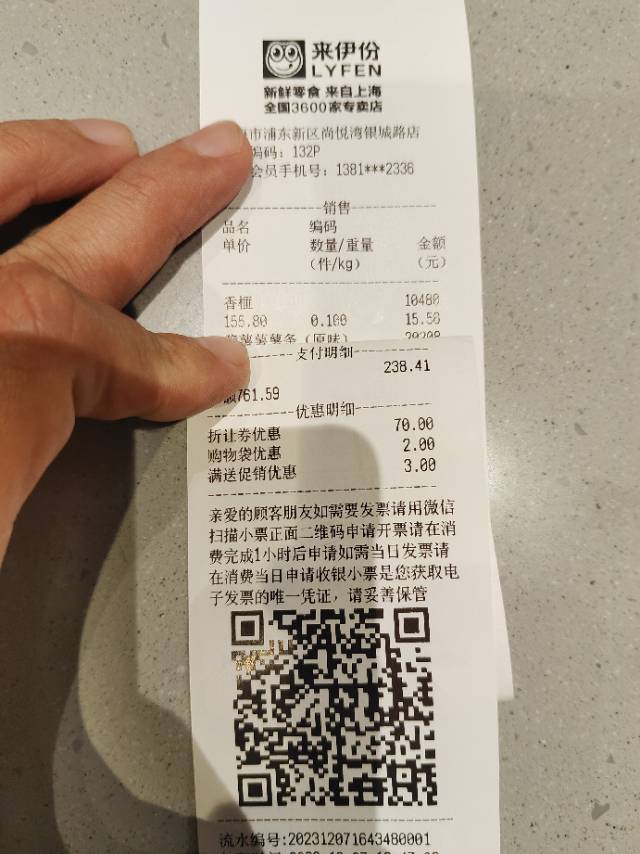 来伊份
LYFEN
新鲜零食 来自上海
全国3600家专卖店
市浦东新区尚悦湾银城路店
编码：132P
会员手机号：1381***2336
销售
品名 编码
单价 数量/重量 金额
（件/kg） （元）
香榧 10480
155.80 0.100 15.58
薯条（原味）
支付明细
238.41
额761.59
优惠明细
折让券优惠 70.00
购物袋优惠 2.00
满送促销优惠 3.00
亲爱的顾客朋友如需要发票请用微信
扫描小票正面二维码申请开票请在消
费完成1小时后申请如需当日发票请
在消费当日申请收银小票是您获取电
子发票的唯一凭证，请妥善保管
流水编号:202312071643480001